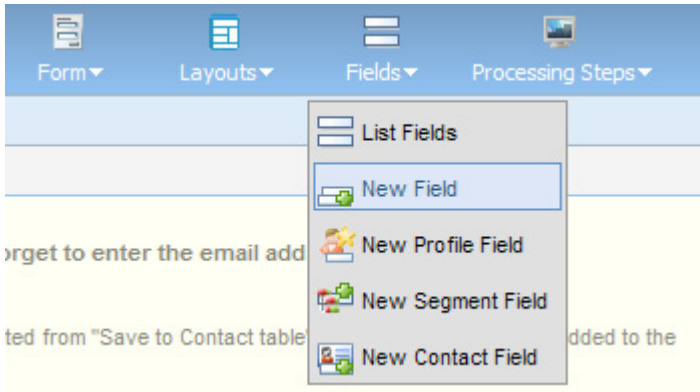 Form▼ Layouts▼ Fields▼ Processing Steps▼
List Fields
New Field
orget to enter the email add
New Profile Field
New Segment Field
ted from "Save to Contact table" dded to the
New Contact Field